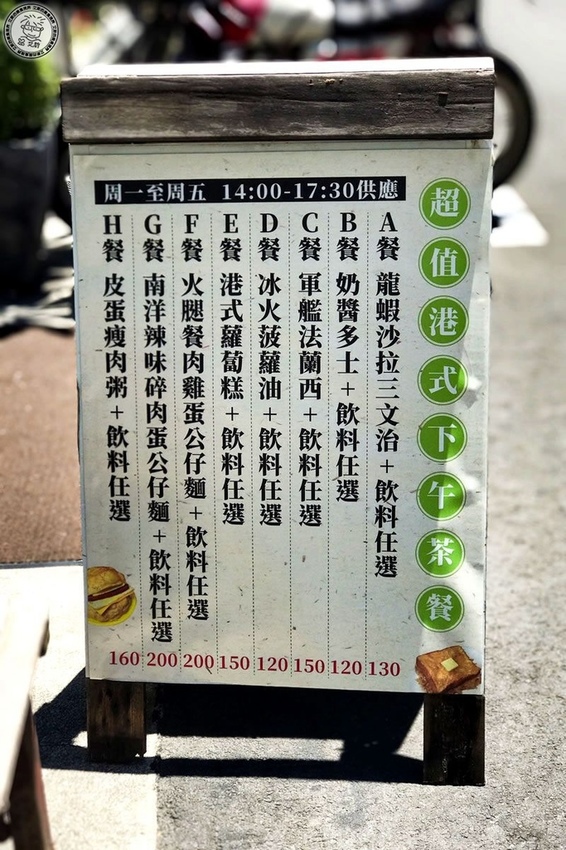 超值港式下午茶餐
周一至周五 14:00-17:30供應
A餐 龍蝦沙拉三文治+飲料任選 130
B餐 奶醬多士+飲料任選 120
C餐 軍艦法蘭西+飲料任選 150
D餐 冰火菠蘿油+飲料任選 120
E餐 港式蘿蔔糕+飲料任選 150
F餐 火腿餐肉雞蛋公仔麵+飲料任選 200
G餐 南洋辣味碎肉蛋公仔麵+飲料任選 200
H餐 皮蛋瘦肉粥+飲料任選 160